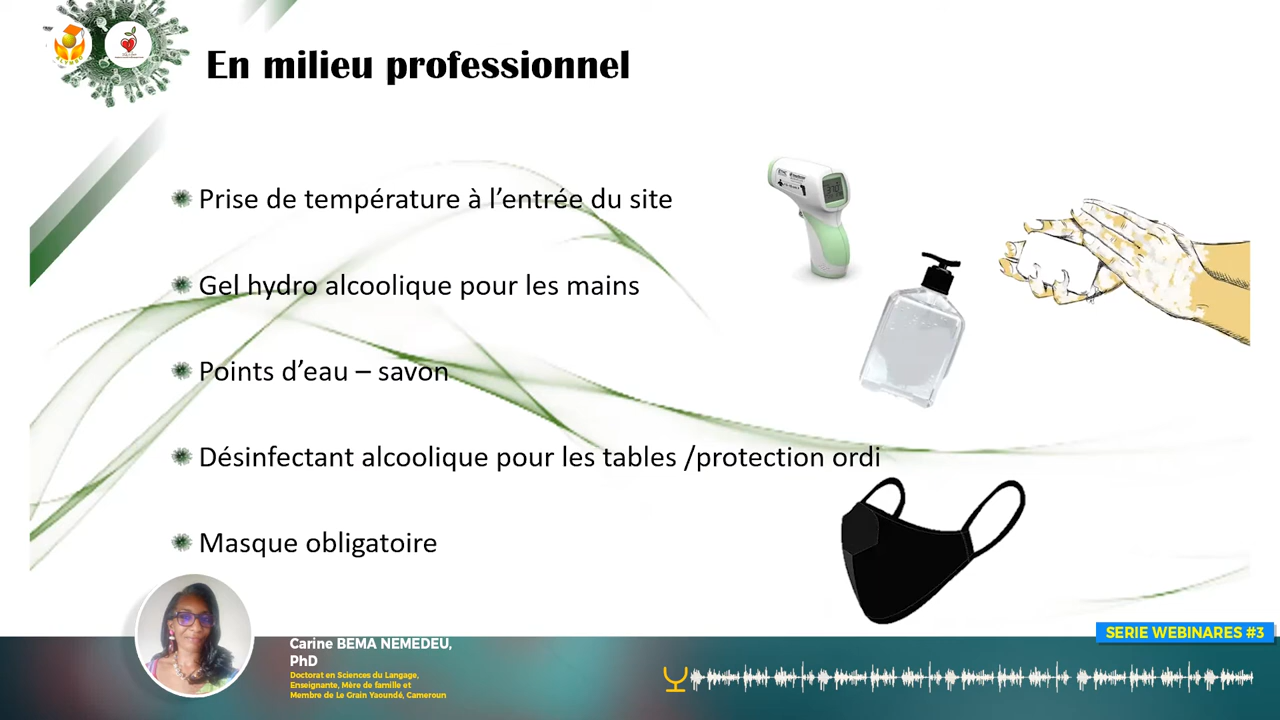 En milieu professionnel
Prise de température à l’entrée du site
Gel hydro alcoolique pour les mains
Points d’eau – savon
Désinfectant alcoolique pour les tables /protection ordi
Masque obligatoire
Carine BEMA NEMEDEU,
PhD
Doctorat en Sciences du Langage,
Enseignante, Mère de famille et
Membre de Le Grain Yaoundé, Cameroun
SERIE WEBINARES #3